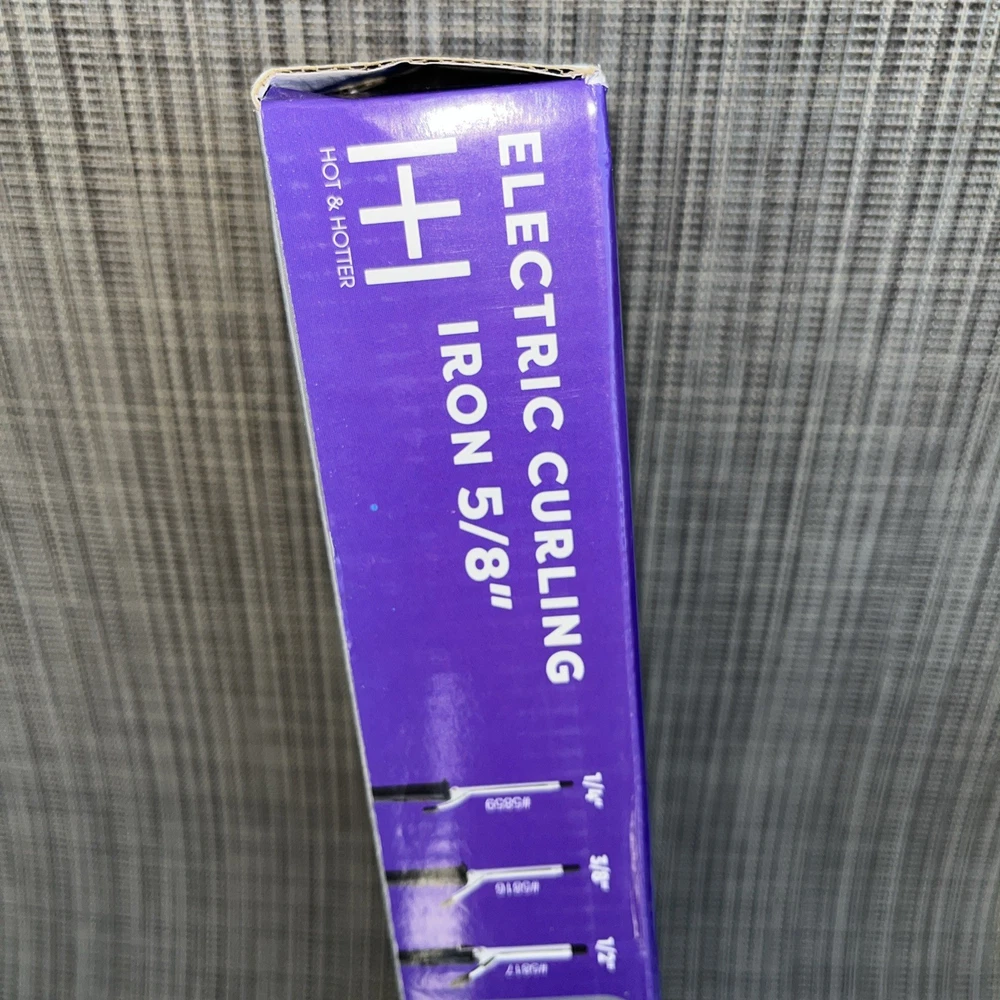 HOT & HOTTER
ELECTRIC CURLING
IRON 5/8"
1/4"
#5859
3/8"
#5816
1/2"
#5817